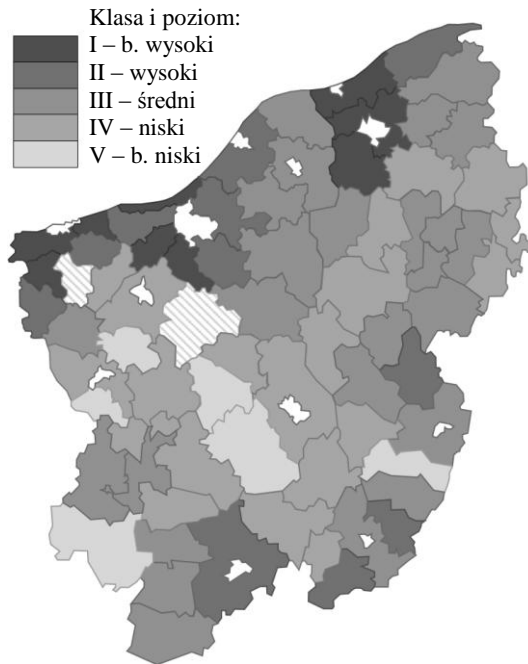 Klasa i poziom:
I – b. wysoki
II – wysoki
III – średni
IV – niski
V – b. niski